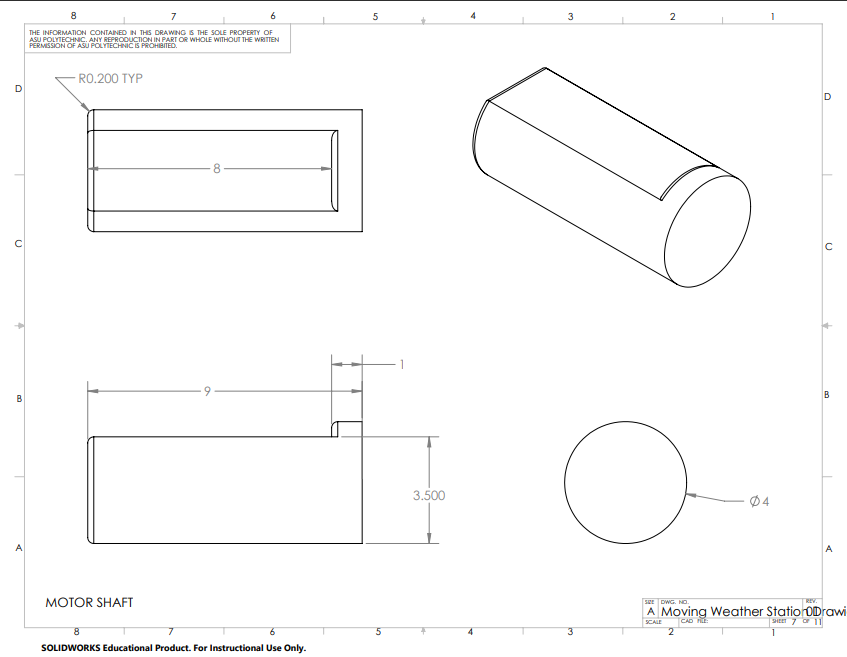 8 7 6 5 4 3 2 1
THE INFORMATION CONTAINED IN THIS DRAWING IS THE SOLE PROPERTY OF
ASU POLYTECHNIC. ANY REPRODUCTION IN PART OR WHOLE WITHOUT THE WRITTEN
PERMISSION OF ASU POLYTECHNIC IS PROHIBITED.
R0.200 TYP
D D
8
C C
1
9
B B
3.500
Ø4
A A
MOTOR SHAFT
SIZE DWG. NO. REV.
A Moving Weather Station Drawi
SCALE CAD FILE: SHEET 7 OF 11
8 7 6 5 4 3 2 1
SOLIDWORKS Educational Product. For Instructional Use Only.